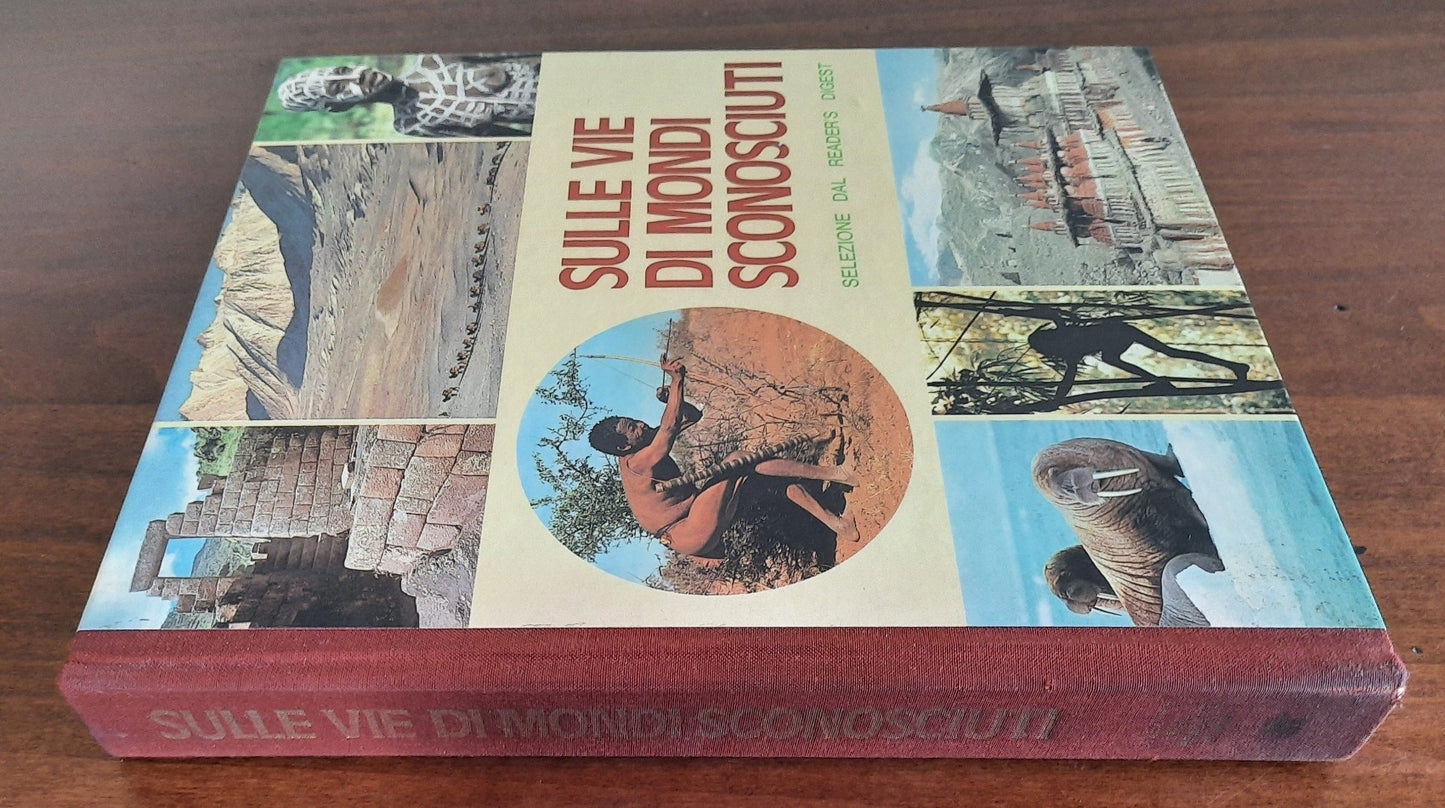 SULLE VIE
DI MONDI
SCONOSCIUTI
SELEZIONE DAL READER'S DIGEST
SULLE VIE DI MONDI SCONOSCIUTI